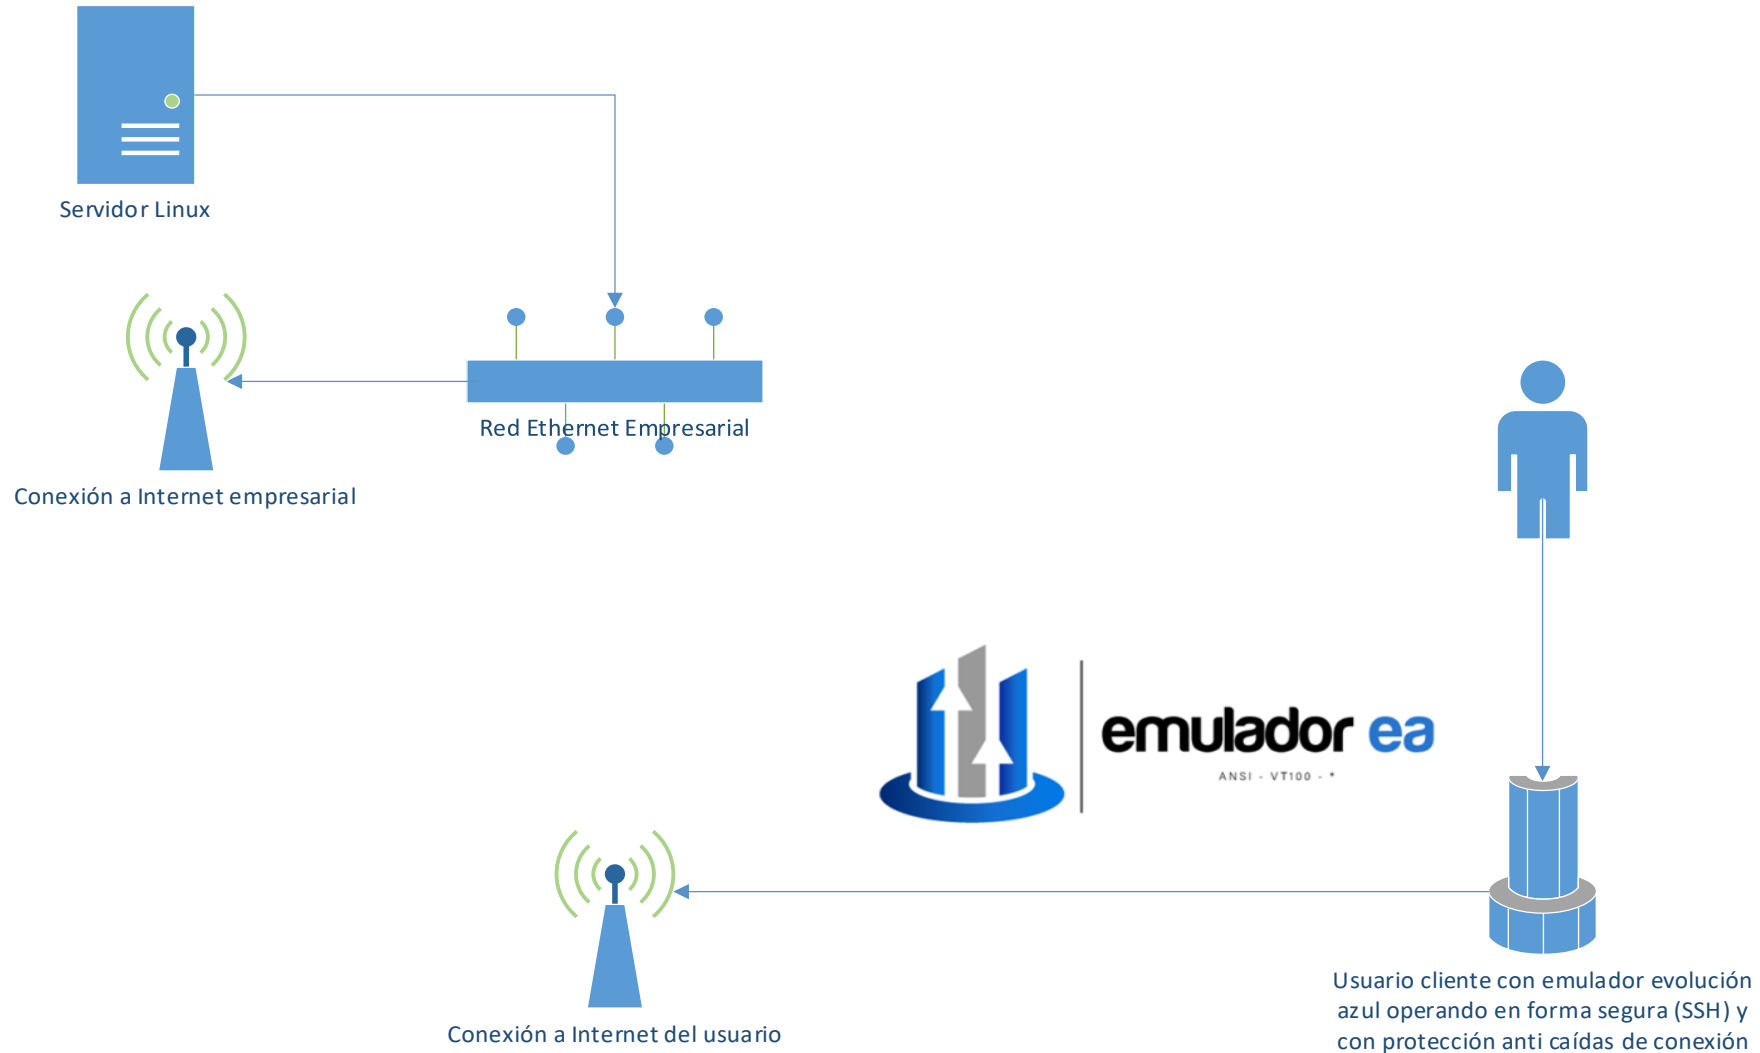 Servidor Linux
Red Ethernet Empresarial
Conexión a Internet empresarial
emulador ea
ANSI - VT100 - *
Usuario cliente con emulador evolución
azul operando en forma segura (SSH) y
con protección anti caídas de conexión
Conexión a Internet del usuario